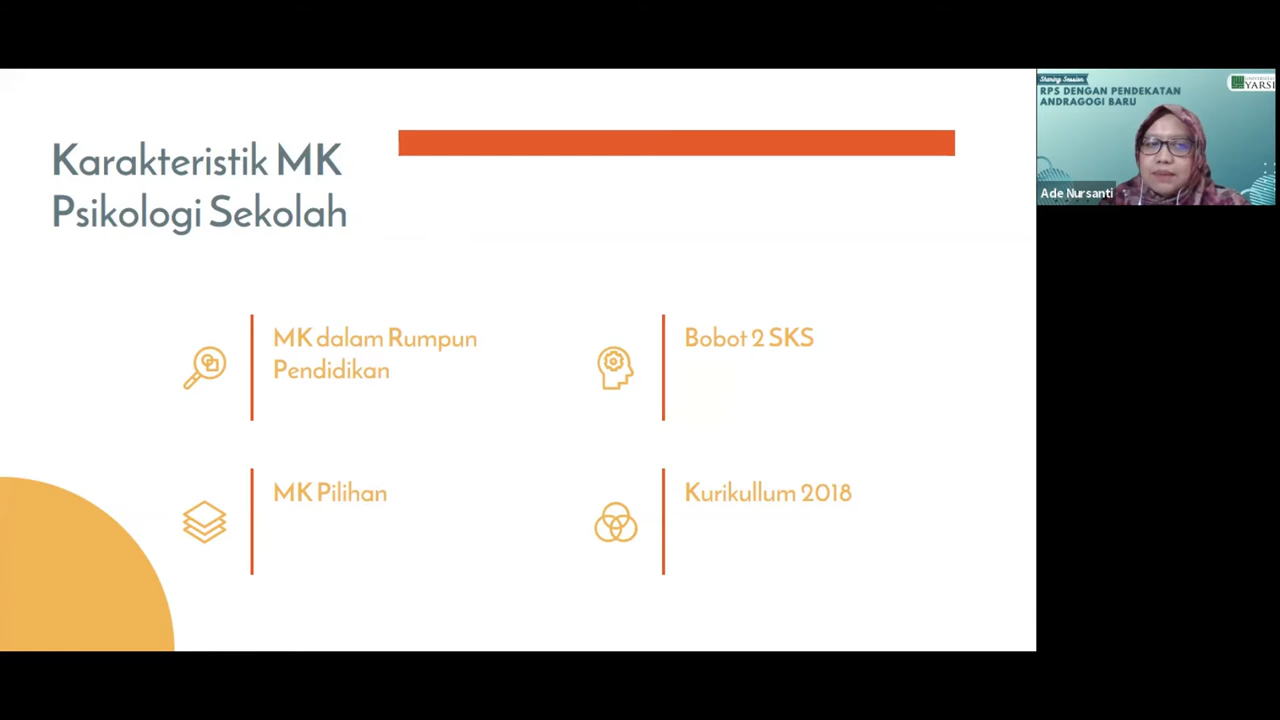 Karakteristik MK
Psikologi Sekolah
MK dalam Rumpun
Pendidikan
Bobot 2 SKS
MK Pilihan
Kurikullum 2018
Sharing Session
RPS DENGAN PENDEKATAN
ANDRAGOGI BARU
UNIVERSITAS
YARSI
Ade Nursanti